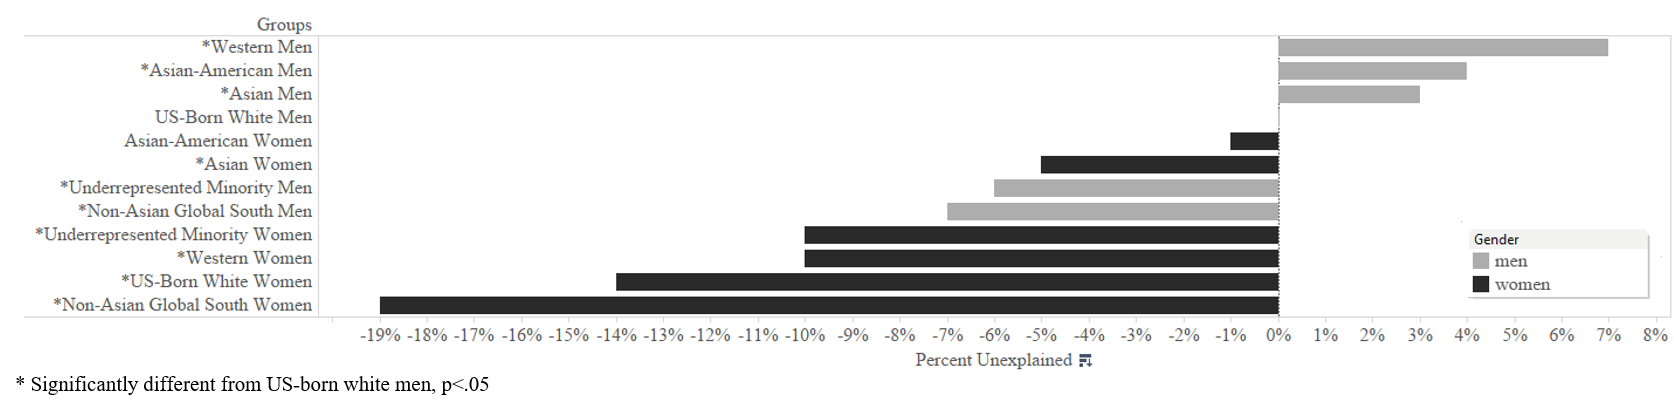 Groups
*Western Men
*Asian-American Men
*Asian Men
US-Born White Men
Asian-American Women
*Asian Women
*Underrepresented Minority Men
*Non-Asian Global South Men
*Underrepresented Minority Women
*Western Women
*US-Born White Women
*Non-Asian Global South Women
Gender
men
women
-19% -18% -17% -16% -15% -14% -13% -12% -11% -10% -9% -8% -7% -6% -5% -4% -3% -2% -1% 0% 1% 2% 3% 4% 5% 6% 7% 8%
Percent Unexplained
* Significantly different from US-born white men, p<.05